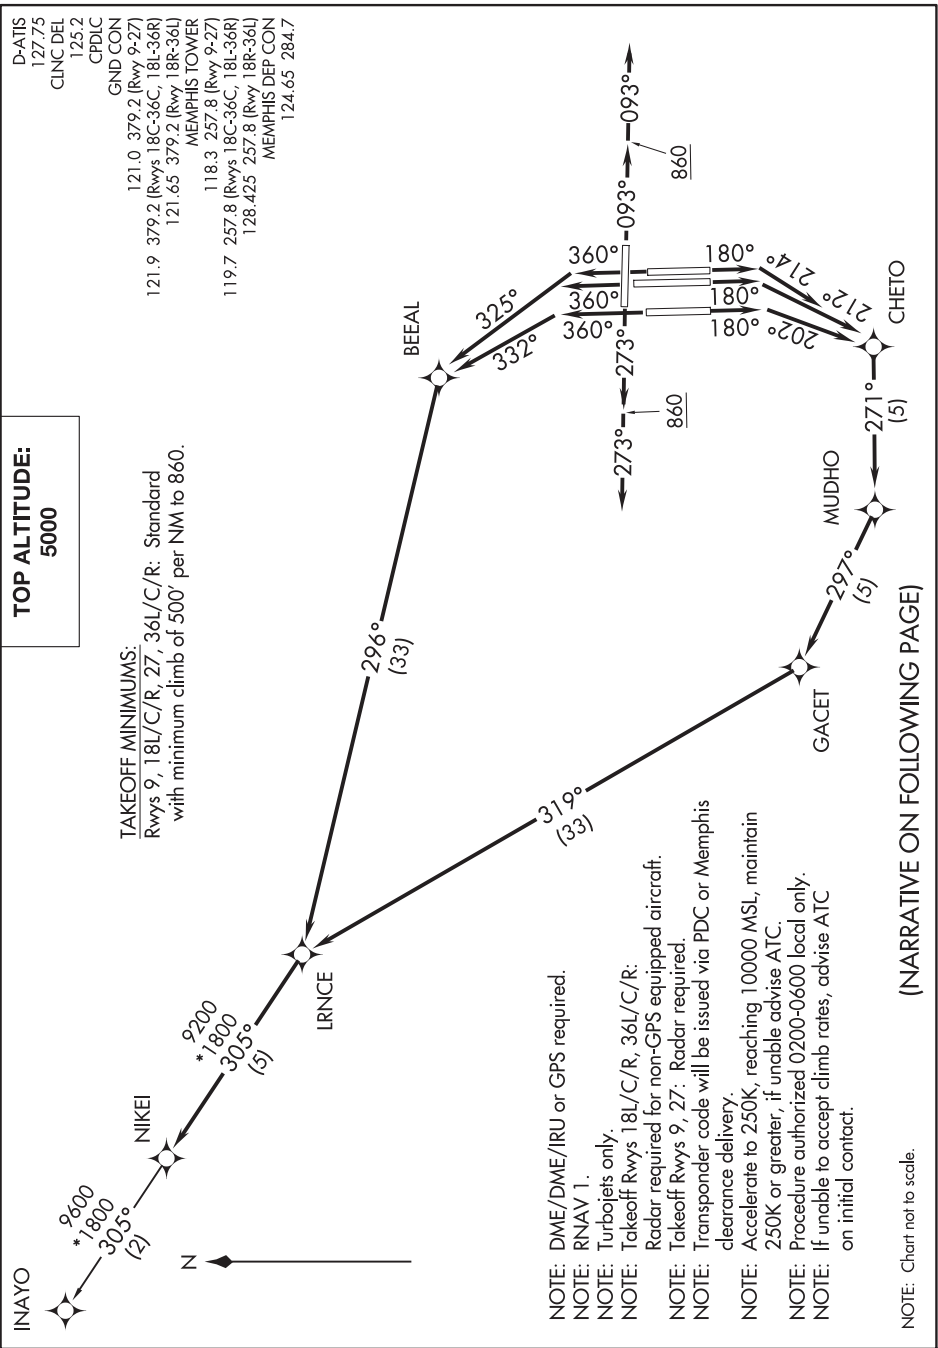 TOP ALTITUDE:
5000
D-ATIS
127.75
CLNC DEL
125.2
CPDLC
GND CON
121.0 379.2 (Rwy 9-27)
121.9 379.2 (Rwys 18C-36C, 18L-36R)
121.65 379.2 (Rwy 18R-36L)
MEMPHIS TOWER
118.3 257.8 (Rwy 9-27)
119.7 257.8 (Rwys 18C-36C, 18L-36R)
128.425 257.8 (Rwy 18R-36L)
MEMPHIS DEP CON
124.65 284.7
TAKEOFF MINIMUMS:
Rwys 9, 18L/C/R, 27, 36L/C/R: Standard
with minimum climb of 500' per NM to 860.
INAYO
9600
*1800
305°
(2)
NIKEI
9200
*1800
305°
(5)
LRNCE
296°
(33)
BEEAL
325°
332°
360°
360°
360°
093°
093°
860
273°
273°
860
180°
180°
180°
214°
212°
202°
CHETO
271°
(5)
MUDHO
297°
(5)
GACET
319°
(33)
N
NOTE: DME/DME/IRU or GPS required.
NOTE: RNAV 1.
NOTE: Turbojets only.
NOTE: Takeoff Rwys 18L/C/R, 36L/C/R:
Radar required for non-GPS equipped aircraft.
NOTE: Takeoff Rwys 9, 27: Radar required.
NOTE: Transponder code will be issued via PDC or Memphis
clearance delivery.
NOTE: Accelerate to 250K, reaching 10000 MSL, maintain
250K or greater, if unable advise ATC.
NOTE: Procedure authorized 0200-0600 local only.
NOTE: If unable to accept climb rates, advise ATC
on initial contact.
(NARRATIVE ON FOLLOWING PAGE)
NOTE: Chart not to scale.